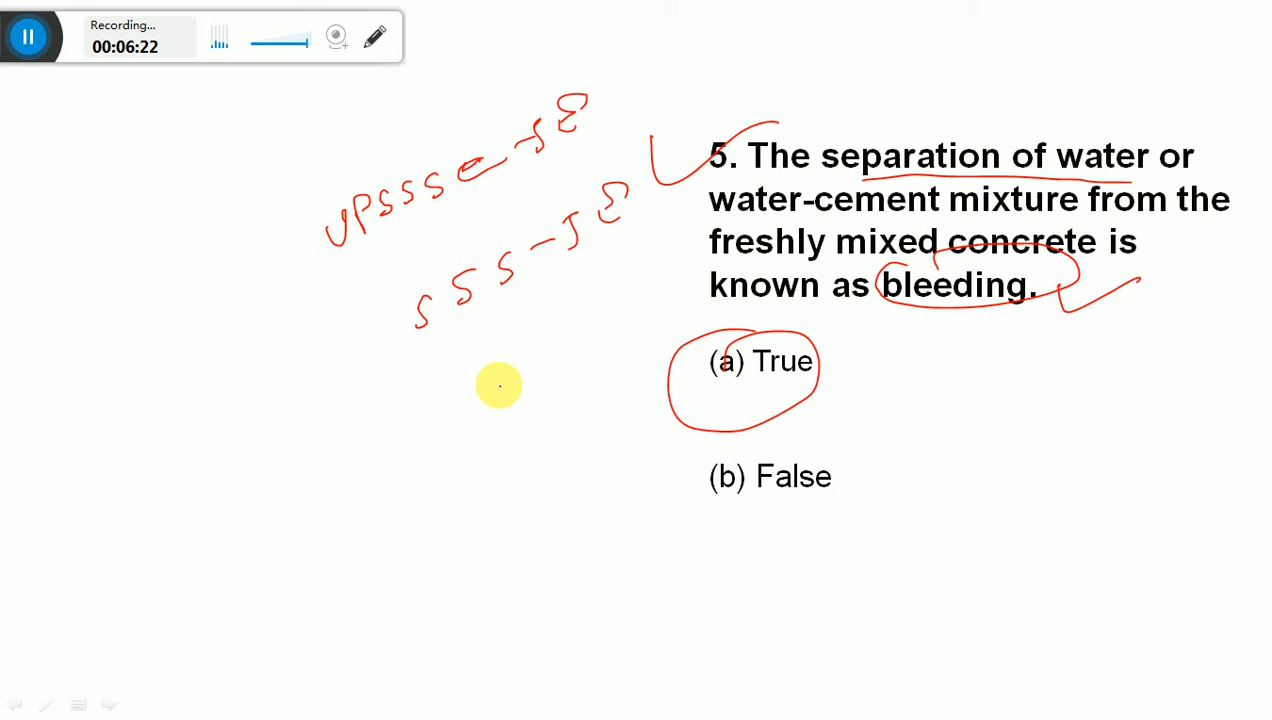 Recording...
00:06:22
UPSSSC-JE
SSS-JE
5. The separation of water or
water-cement mixture from the
freshly mixed concrete is
known as bleeding.
(a) True
(b) False